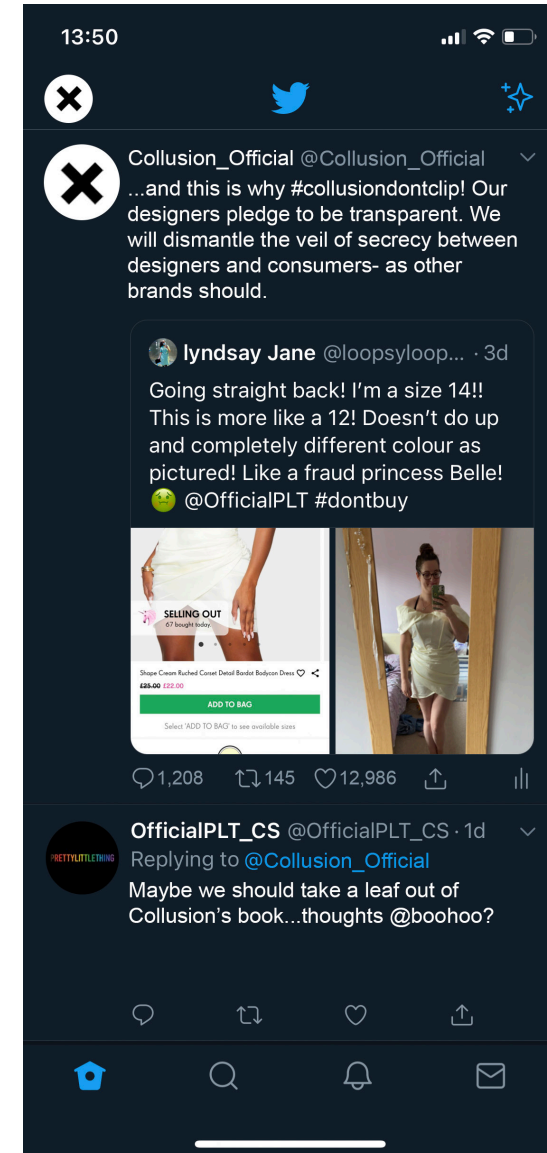 13:50
Collusion_Official @Collusion_Official
...and this is why #collusiondontclip! Our
designers pledge to be transparent. We
will dismantle the veil of secrecy between
designers and consumers- as other
brands should.
lyndsay Jane @loopsyloop... · 3d
Going straight back! I'm a size 14!!
This is more like a 12! Doesn't do up
and completely different colour as
pictured! Like a fraud princess Belle!
🤢 @OfficialPLT #dontbuy
SELLING OUT
67 bought today
Shape Cream Ruched Corset Detail Bardot Bodycon Dress
£25.00 £22.00
ADD TO BAG
Select 'ADD TO BAG' to see available sizes
1,208 145 12,986
OfficialPLT_CS @OfficialPLT_CS · 1d
PRETTYLITTLETHING
Replying to @Collusion_Official
Maybe we should take a leaf out of
Collusion's book...thoughts @boohoo?